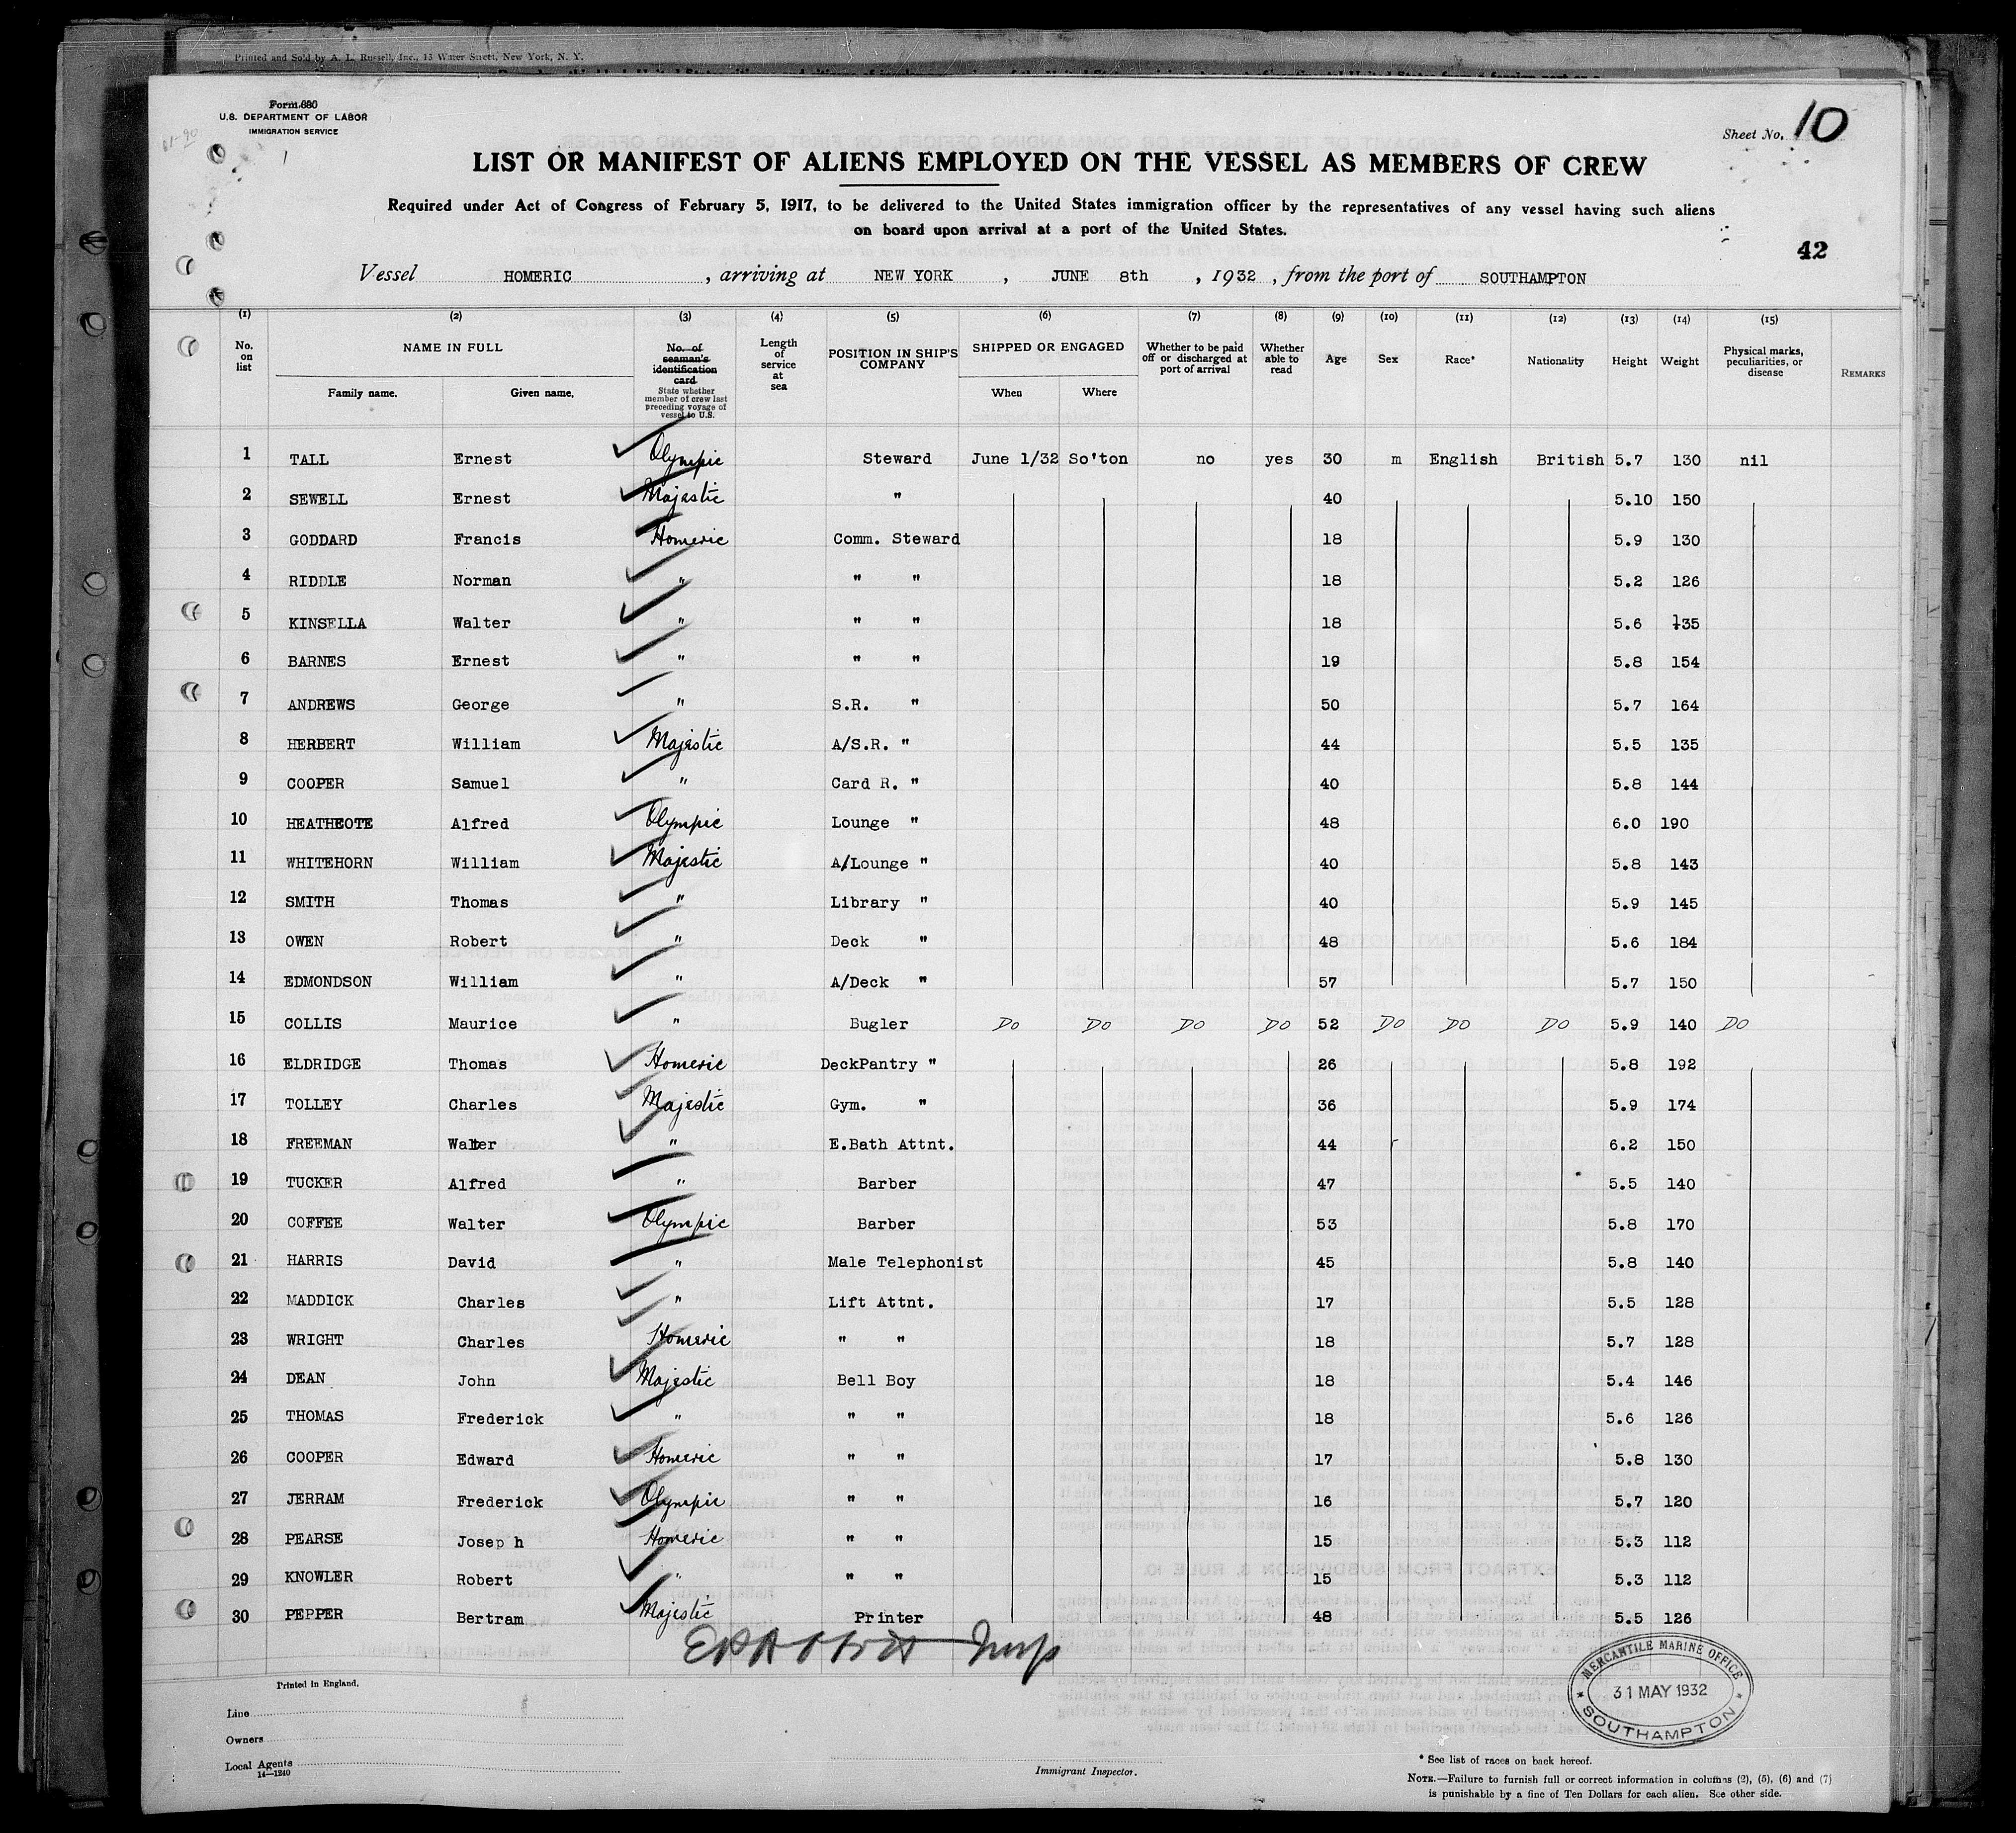 Printed and Sold by A. L. Russell, Inc., 15 Water Street, New York, N. Y.
Form 680
U.S. DEPARTMENT OF LABOR
IMMIGRATION SERVICE
61-90
Sheet No. 10
LIST OR MANIFEST OF ALIENS EMPLOYED ON THE VESSEL AS MEMBERS OF CREW
Required under Act of Congress of February 5, 1917, to be delivered to the United States immigration officer by the representatives of any vessel having such aliens
on board upon arrival at a port of the United States.
42
Vessel HOMERIC, arriving at NEW YORK, JUNE 8th, 1932, from the port of SOUTHAMPTON
(1) (2) (3) (4) (5) (6) (7) (8) (9) (10) (11) (12) (13) (14) (15)
No. on list NAME IN FULL Family name. Given name. No. of seaman's identification card State whether member of crew last preceding voyage of vessel to U.S. Length of service at sea POSITION IN SHIP'S COMPANY SHIPPED OR ENGAGED When Where Whether to be paid off or discharged at port of arrival Whether able to read Age Sex Race* Nationality Height Weight Physical marks, peculiarities, or disease REMARKS
1 TALL Ernest Olympic Steward June 1/32 So'ton no yes 30 m English British 5.7 130 nil
2 SEWELL Ernest Majestic " 40 5.10 150
3 GODDARD Francis Homeric Comm. Steward 18 5.9 130
4 RIDDLE Norman " " " 18 5.2 126
5 KINSELLA Walter " " " 18 5.6 135
6 BARNES Ernest " " " 19 5.8 154
7 ANDREWS George " S.R. " 50 5.7 164
8 HERBERT William Majestic A/S.R. " 44 5.5 135
9 COOPER Samuel " Card R. " 40 5.8 144
10 HEATHCOTE Alfred Olympic Lounge " 48 6.0 190
11 WHITEHORN William Majestic A/Lounge " 40 5.8 143
12 SMITH Thomas " Library " 40 5.9 145
13 OWEN Robert " Deck " 48 5.6 184
14 EDMONDSON William " A/Deck " 57 5.7 150
15 COLLIS Maurice " Bugler DO DO DO DO 52 DO DO DO 5.9 140 DO
16 ELDRIDGE Thomas Homeric DeckPantry " 26 5.8 192
17 TOLLEY Charles Majestic Gym. " 36 5.9 174
18 FREEMAN Walter " E.Bath Attnt. 44 6.2 150
19 TUCKER Alfred " Barber 47 5.5 140
20 COFFEE Walter Olympic Barber 53 5.8 170
21 HARRIS David " Male Telephonist 45 5.8 140
22 MADDICK Charles " Lift Attnt. 17 5.5 128
23 WRIGHT Charles Homeric " " 18 5.7 128
24 DEAN John Majestic Bell Boy 18 5.4 146
25 THOMAS Frederick " " " 18 5.6 126
26 COOPER Edward Homeric " " 17 5.8 130
27 JERRAM Frederick Olympic " " 16 5.7 120
28 PEARSE Josep h Homeric " " 15 5.3 112
29 KNOWLER Robert " " " 15 5.3 112
30 PEPPER Bertram Majestic Printer 48 5.5 126
Printed in England.
Line
Owners
Local Agents
14—1240
Immigrant Inspector.
MERCANTILE MARINE OFFICE
31 MAY 1932
SOUTHAMPTON
* See list of races on back hereof.
NOTE.—Failure to furnish full or correct information in columns (2), (5), (6) and (7)
is punishable by a fine of Ten Dollars for each alien. See other side.